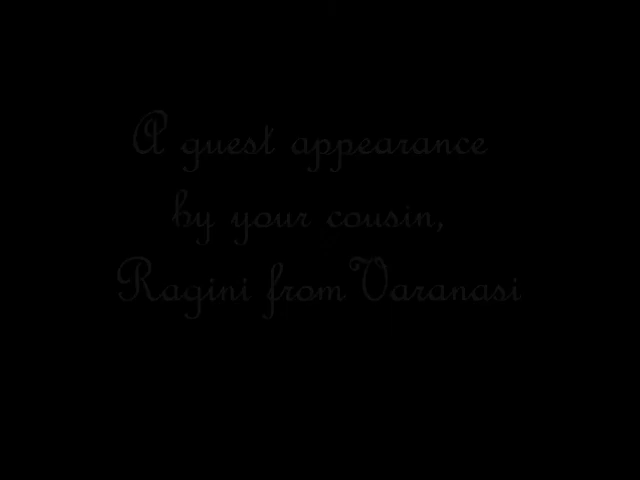 A guest appearance
by your cousin,
Ragini from Varanasi